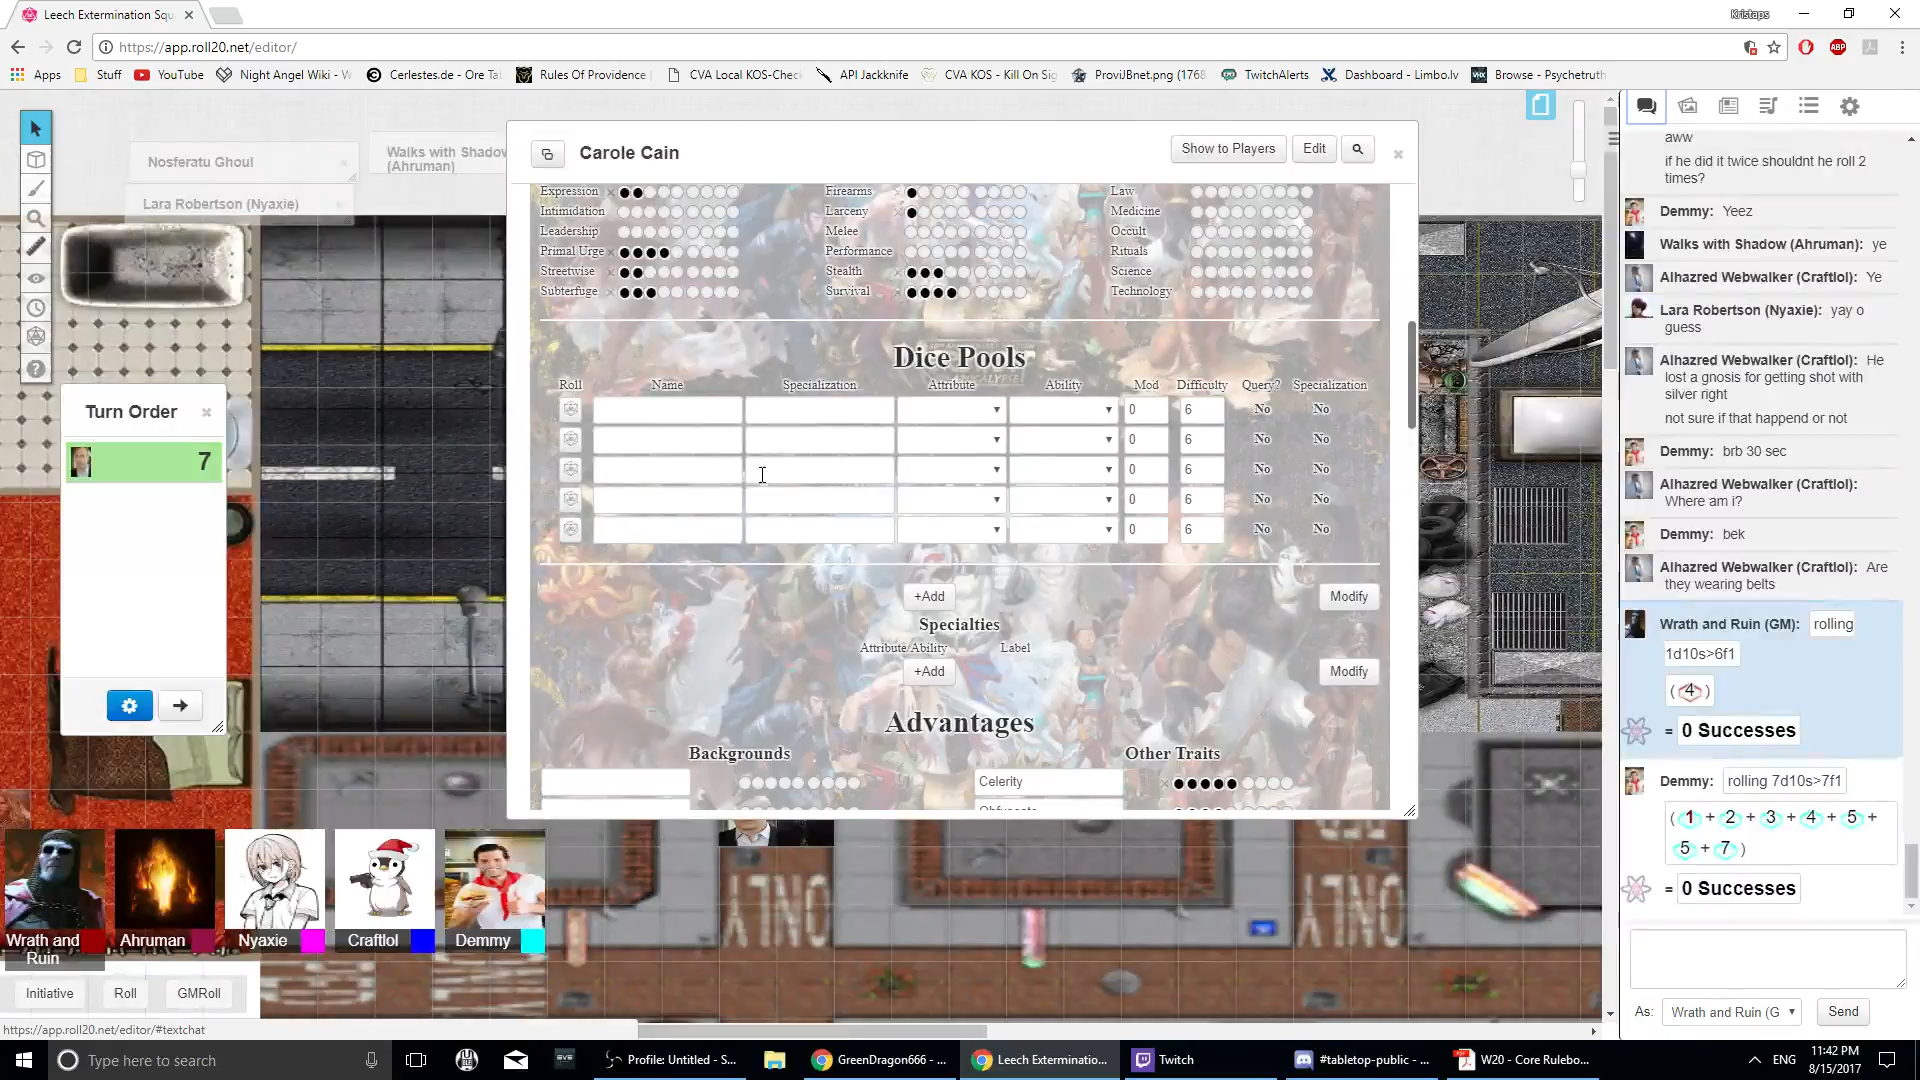 Leech Extermination Squ
Kristaps
https://app.roll20.net/editor/
Apps
Stuff
YouTube
Night Angel Wiki - W
Cerlestes.de - Ore Ta
Rules Of Providence
CVA Local KOS-Check
API Jackknife
CVA KOS - Kill On Sig
ProviJBnet.png (1768
TwitchAlerts
Dashboard - Limbo.lv
Browse - Psychetruth
Nosferatu Ghoul
Walks with Shadow
(Ahruman)
Lara Robertson (Nyaxie)
Turn Order
7
Carole Cain
Show to Players
Edit
Expression
Firearms
Law
Intimidation
Larceny
Medicine
Leadership
Melee
Occult
Primal Urge
Performance
Rituals
Streetwise
Stealth
Science
Subterfuge
Survival
Technology
Dice Pools
Roll Name Specialization Attribute Ability Mod Difficulty Query? Specialization
0 6 No No
0 6 No No
0 6 No No
0 6 No No
0 6 No No
+Add
Modify
Specialties
Attribute/Ability Label
+Add
Modify
Advantages
Backgrounds
Other Traits
Celerity
aww
if he did it twice shouldnt he roll 2
times?
Demmy: Yeez
Walks with Shadow (Ahruman): ye
Alhazred Webwalker (Craftlol): Ye
Lara Robertson (Nyaxie): yay o
guess
Alhazred Webwalker (Craftlol): He
lost a gnosis for getting shot with
silver right
not sure if that happend or not
Demmy: brb 30 sec
Alhazred Webwalker (Craftlol):
Where am i?
Demmy: bek
Alhazred Webwalker (Craftlol): Are
they wearing belts
Wrath and Ruin (GM): rolling
1d10s>6f1
(4)
= 0 Successes
Demmy: rolling 7d10s>7f1
(1 + 2 + 3 + 4 + 5 +
5 + 7)
= 0 Successes
As: Wrath and Ruin (G
Send
Wrath and
Ruin
Ahruman
Nyaxie
Craftlol
Demmy
ONLY
ONLY
Initiative
Roll
GMRoll
https://app.roll20.net/editor/#textchat
Type here to search
Profile: Untitled - S...
GreenDragon666 - ...
Leech Exterminatio...
Twitch
#tabletop-public - ...
W20 - Core Rulebo...
ENG
11:42 PM
8/15/2017